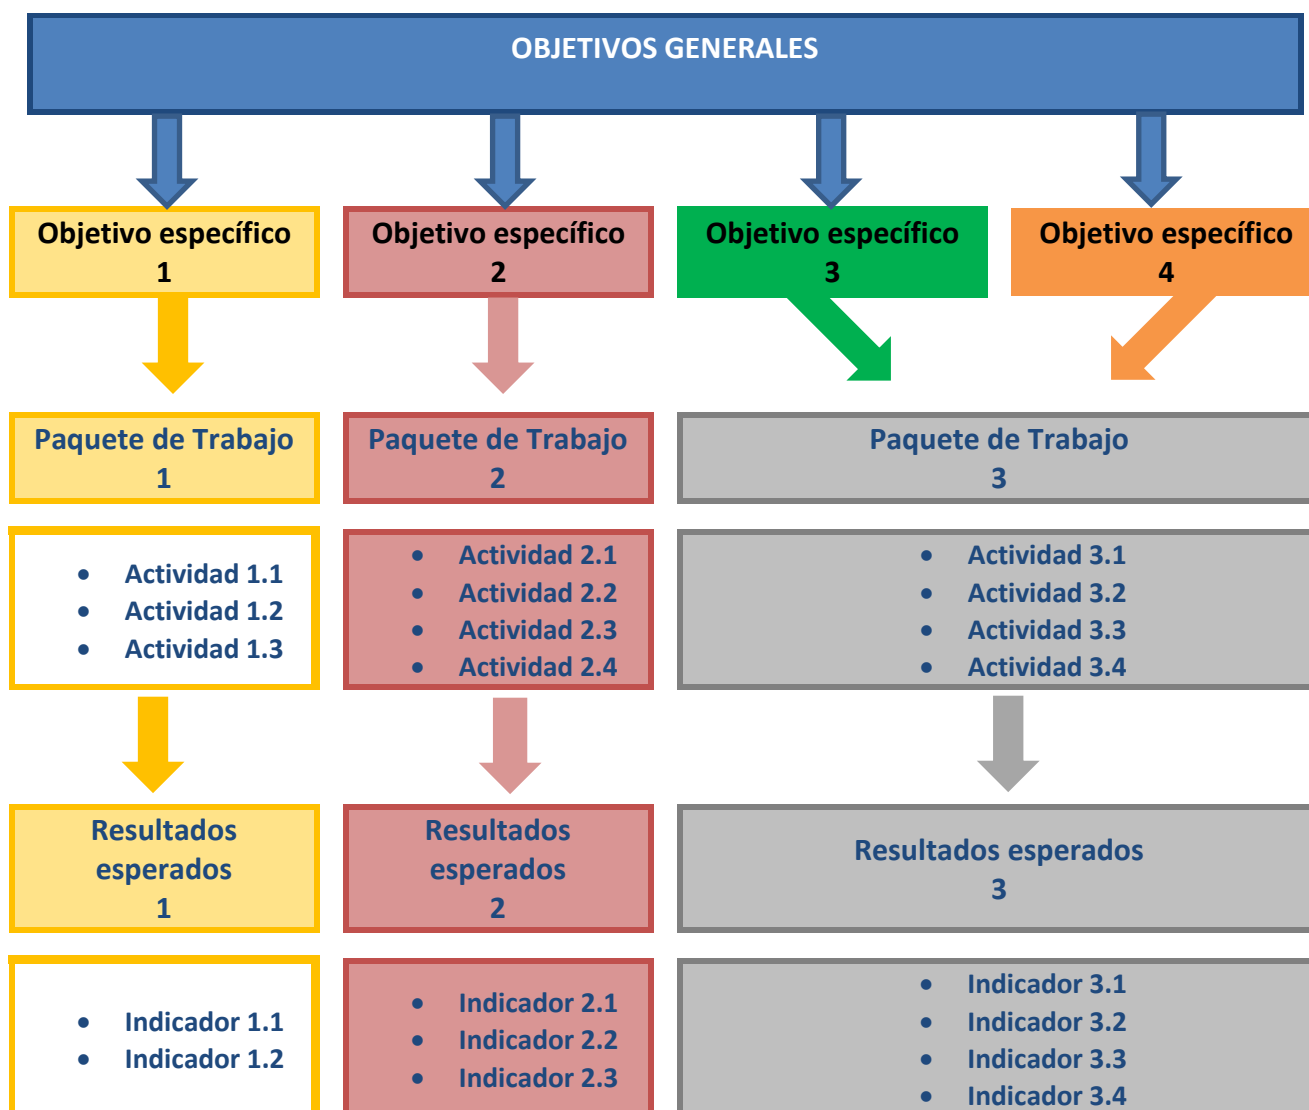 OBJETIVOS GENERALES
Objetivo específico
1
Objetivo específico
2
Objetivo específico
3
Objetivo específico
4
Paquete de Trabajo
1
Paquete de Trabajo
2
Paquete de Trabajo
3
• Actividad 1.1
• Actividad 1.2
• Actividad 1.3
• Actividad 2.1
• Actividad 2.2
• Actividad 2.3
• Actividad 2.4
• Actividad 3.1
• Actividad 3.2
• Actividad 3.3
• Actividad 3.4
Resultados
esperados
1
Resultados
esperados
2
Resultados esperados
3
• Indicador 1.1
• Indicador 1.2
• Indicador 2.1
• Indicador 2.2
• Indicador 2.3
• Indicador 3.1
• Indicador 3.2
• Indicador 3.3
• Indicador 3.4